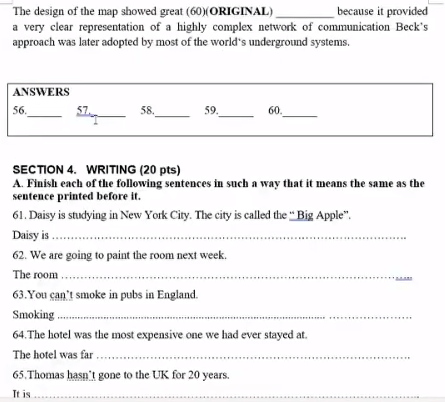 The design of the map showed great (60)(ORIGINAL) __________ because it provided
a very clear representation of a highly complex network of communication Beck's
approach was later adopted by most of the world's underground systems.
ANSWERS
56.______ 57.______ 58.______ 59.______ 60.______
SECTION 4. WRITING (20 pts)
A. Finish each of the following sentences in such a way that it means the same as the
sentence printed before it.
61. Daisy is studying in New York City. The city is called the “ Big Apple”.
Daisy is ........................................................................
62. We are going to paint the room next week.
The room ........................................................................
63.You can't smoke in pubs in England.
Smoking ........................................................................
64.The hotel was the most expensive one we had ever stayed at.
The hotel was far ........................................................................
65.Thomas hasn't gone to the UK for 20 years.
It is ........................................................................